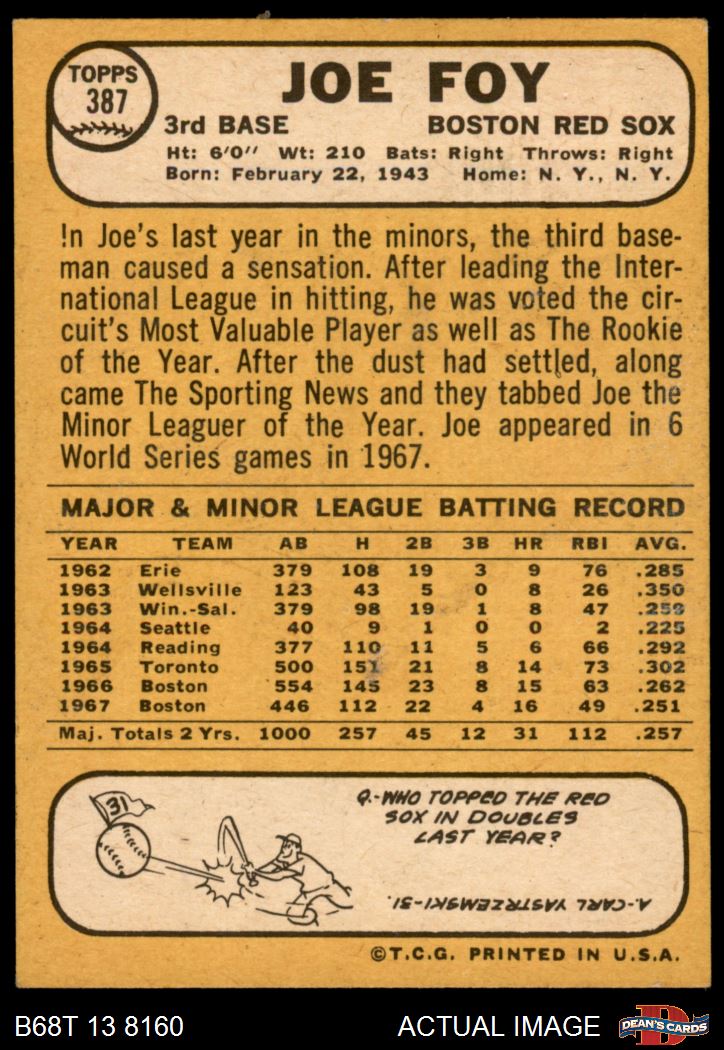 TOPPS
387
JOE FOY
3rd BASE BOSTON RED SOX
Ht: 6'0" Wt: 210 Bats: Right Throws: Right
Born: February 22, 1943 Home: N. Y., N. Y.
In Joe's last year in the minors, the third base-
man caused a sensation. After leading the Inter-
national League in hitting, he was voted the cir-
cuit's Most Valuable Player as well as The Rookie
of the Year. After the dust had settled, along
came The Sporting News and they tabbed Joe the
Minor Leaguer of the Year. Joe appeared in 6
World Series games in 1967.
MAJOR & MINOR LEAGUE BATTING RECORD
YEAR TEAM AB H 2B 3B HR RBI AVG.
1962 Erie 379 108 19 3 9 76 .285
1963 Wellsville 123 43 5 0 8 26 .350
1963 Win.-Sal. 379 98 19 1 8 47 .259
1964 Seattle 40 9 1 0 0 2 .225
1964 Reading 377 110 11 5 6 66 .292
1965 Toronto 500 151 21 8 14 73 .302
1966 Boston 554 145 23 8 15 63 .262
1967 Boston 446 112 22 4 16 49 .251
Maj. Totals 2 Yrs. 1000 257 45 12 31 112 .257
31
Q.-WHO TOPPED THE RED
SOX IN DOUBLES
LAST YEAR?
A.-CARL YASTRZEMSKI-31.
©T.C.G. PRINTED IN U.S.A.
B68T 13 8160 ACTUAL IMAGE
D
DEAN'S CARDS